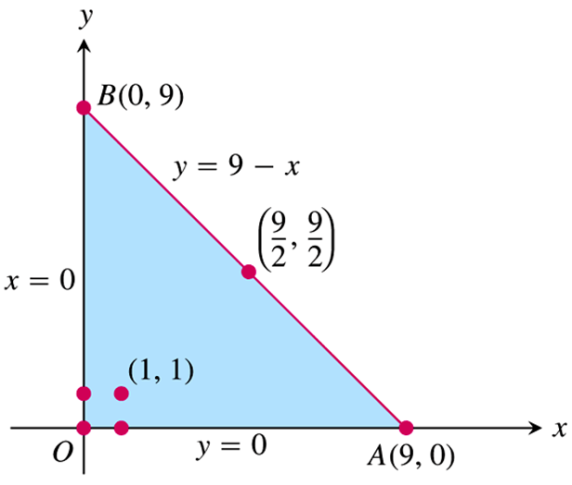 y
B(0, 9)
y = 9 − x
(9/2, 9/2)
x = 0
(1, 1)
x
O
y = 0
A(9, 0)